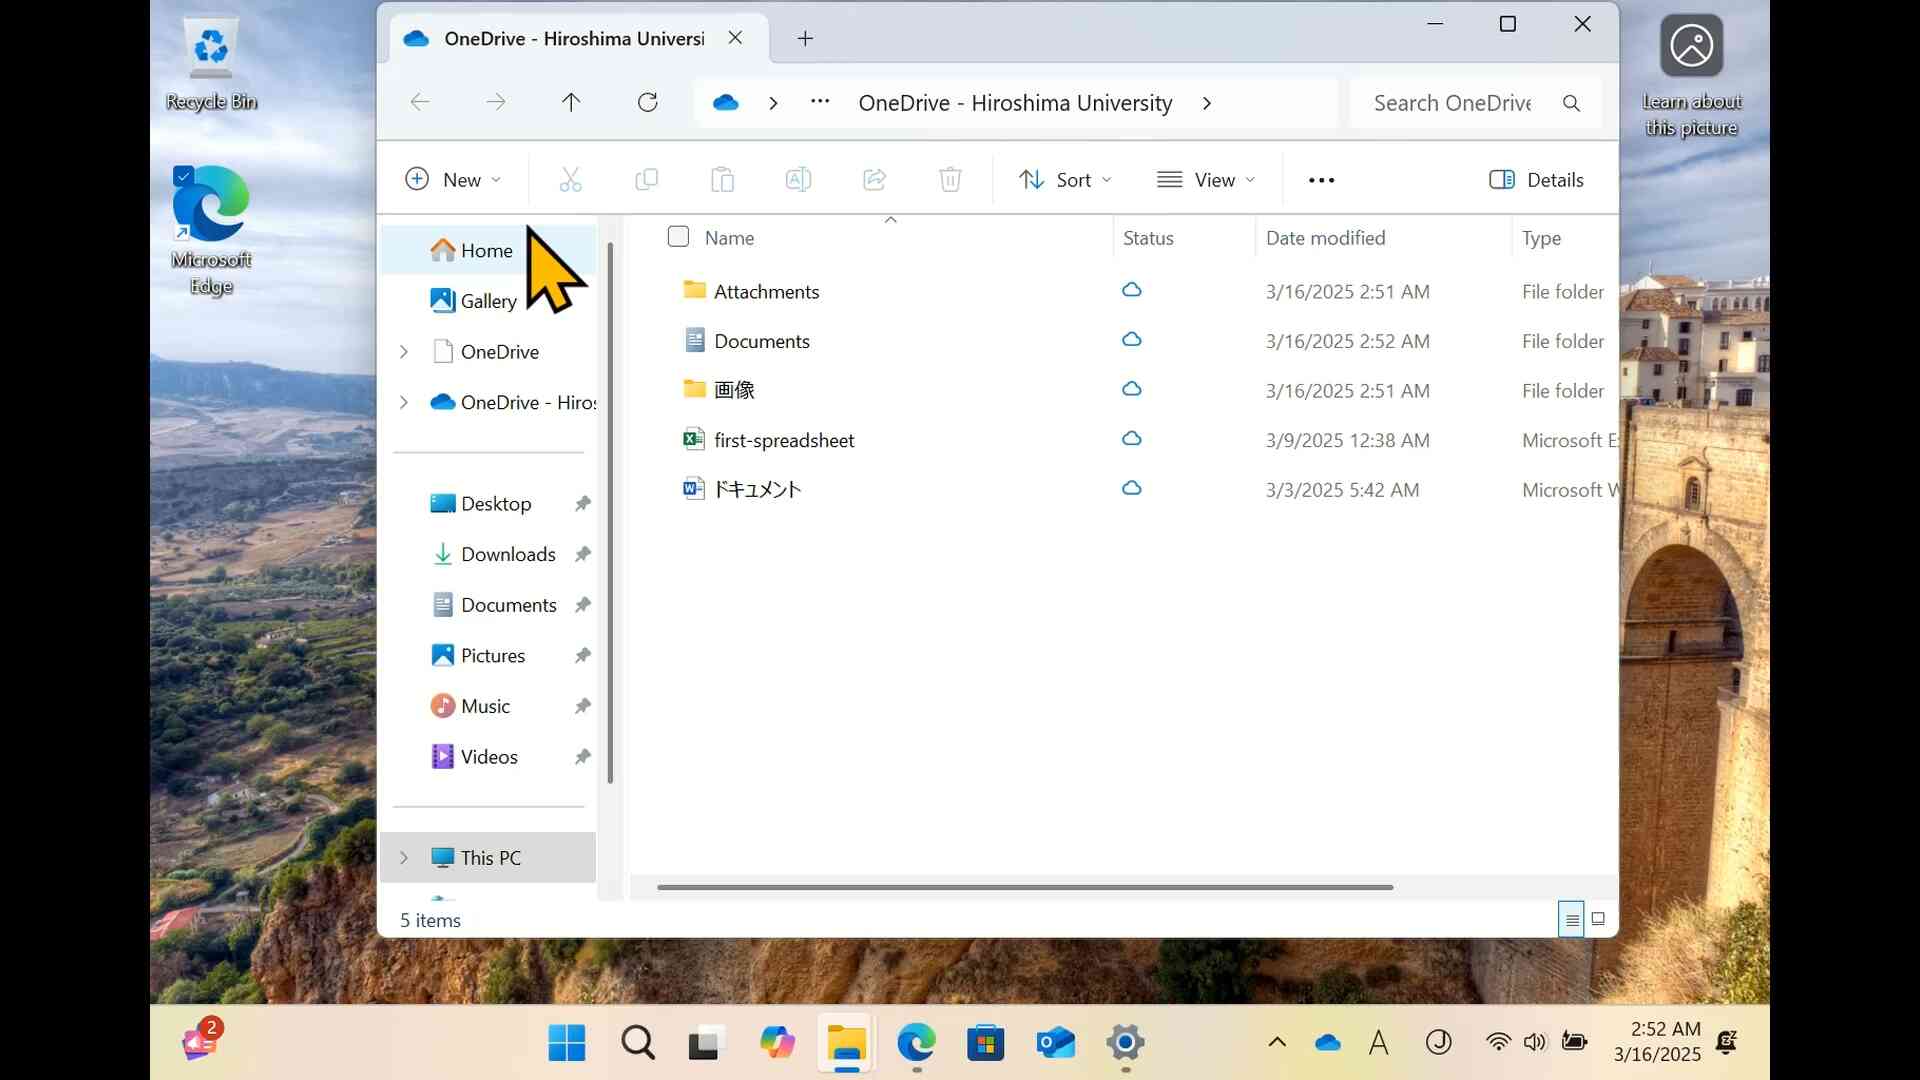 Recycle Bin
Microsoft
Edge
Learn about
this picture
OneDrive - Hiroshima Universi
OneDrive - Hiroshima University
Search OneDrive
New
Sort
View
Details
Home
Gallery
OneDrive
OneDrive - Hiros
Desktop
Downloads
Documents
Pictures
Music
Videos
This PC
Name Status Date modified Type
Attachments 3/16/2025 2:51 AM File folder
Documents 3/16/2025 2:52 AM File folder
画像 3/16/2025 2:51 AM File folder
first-spreadsheet 3/9/2025 12:38 AM Microsoft E
ドキュメント 3/3/2025 5:42 AM Microsoft W
5 items
2
A
J
2:52 AM
3/16/2025